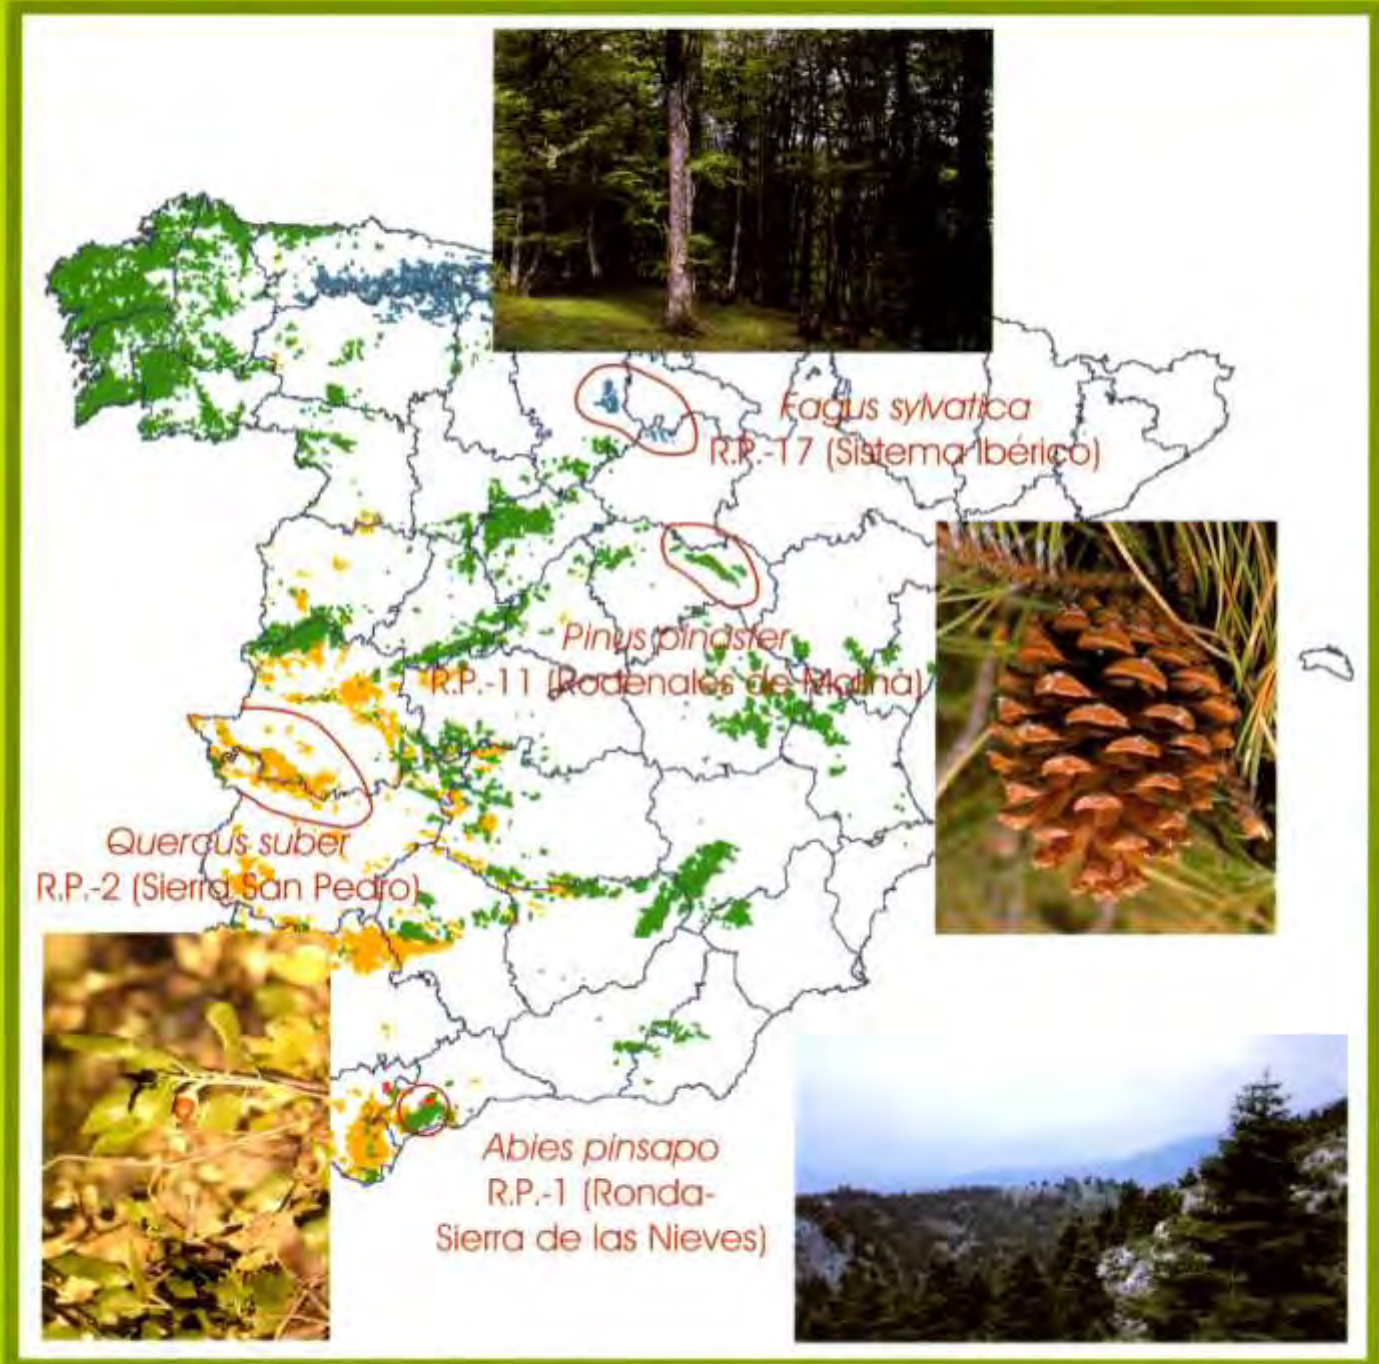 Fagus sylvatica
R.P.-17 (Sistema Ibérico)
Pinus pinaster
R.P.-11 (Rodenales de Molina)
Quercus suber
R.P.-2 (Sierra San Pedro)
Abies pinsapo
R.P.-1 (Ronda-
Sierra de las Nieves)